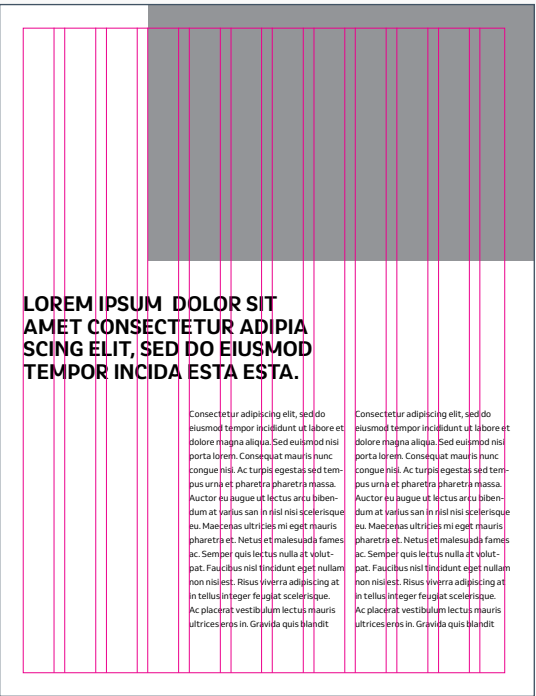 LOREM IPSUM  DOLOR SIT
AMET CONSECTETUR ADIPIA
SCING ELIT, SED DO EIUSMOD
TEMPOR INCIDA ESTA ESTA.
Consectetur adipiscing elit, sed do
eiusmod tempor incididunt ut labore et
dolore magna aliqua. Sed euismod nisi
porta lorem. Consequat mauris nunc
congue nisi. Ac turpis egestas sed tem-
pus urna et pharetra pharetra massa.
Auctor eu augue ut lectus arcu biben-
dum at varius san in nisl nisi scelerisque
eu. Maecenas ultricies mi eget mauris
pharetra et. Netus et malesuada fames
ac. Semper quis lectus nulla at volut-
pat. Faucibus nisl tincidunt eget nullam
non nisi est. Risus viverra adipiscing at
in tellus integer feugiat scelerisque.
Ac placerat vestibulum lectus mauris
ultrices eros in. Gravida quis blandit
Consectetur adipiscing elit, sed do
eiusmod tempor incididunt ut labore et
dolore magna aliqua. Sed euismod nisi
porta lorem. Consequat mauris nunc
congue nisi. Ac turpis egestas sed tem-
pus urna et pharetra pharetra massa.
Auctor eu augue ut lectus arcu biben-
dum at varius san in nisl nisi scelerisque
eu. Maecenas ultricies mi eget mauris
pharetra et. Netus et malesuada fames
ac. Semper quis lectus nulla at volut-
pat. Faucibus nisl tincidunt eget nullam
non nisi est. Risus viverra adipiscing at
in tellus integer feugiat scelerisque.
Ac placerat vestibulum lectus mauris
ultrices eros in. Gravida quis blandit